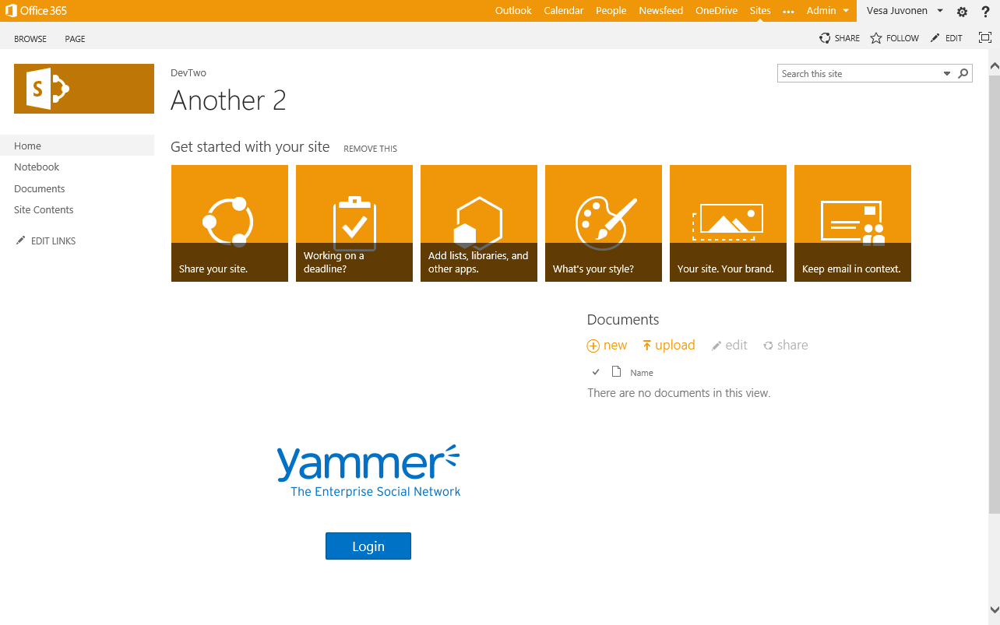 Office 365
Outlook Calendar People Newsfeed OneDrive Sites ••• Admin Vesa Juvonen ?
BROWSE PAGE SHARE FOLLOW EDIT
S
DevTwo
Search this site
Another 2
Home
Notebook
Documents
Site Contents
EDIT LINKS
Get started with your site REMOVE THIS
Share your site.
Working on a
deadline?
Add lists, libraries, and
other apps.
What's your style?
Your site. Your brand.
Keep email in context.
Documents
new upload edit share
Name
There are no documents in this view.
yammer
The Enterprise Social Network
Login